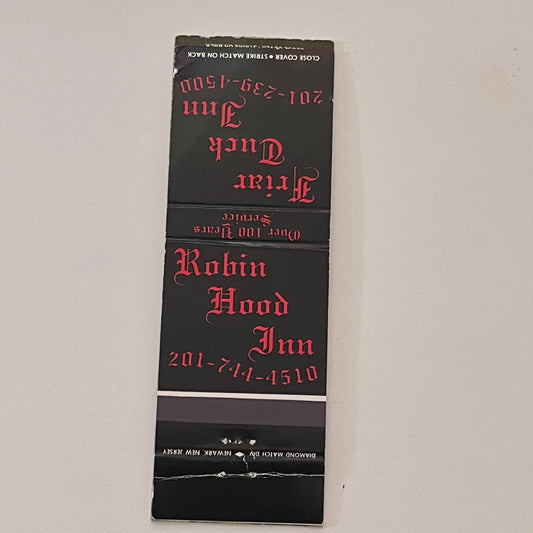 CLOSE COVER • STRIKE MATCH ON BACK
Friar
Tuck
Inn
201-239-4500
Over 100 Years
Service
Robin
Hood
Inn
201-744-4510
DIAMOND MATCH DIV. ◆ NEWARK, NEW JERSEY